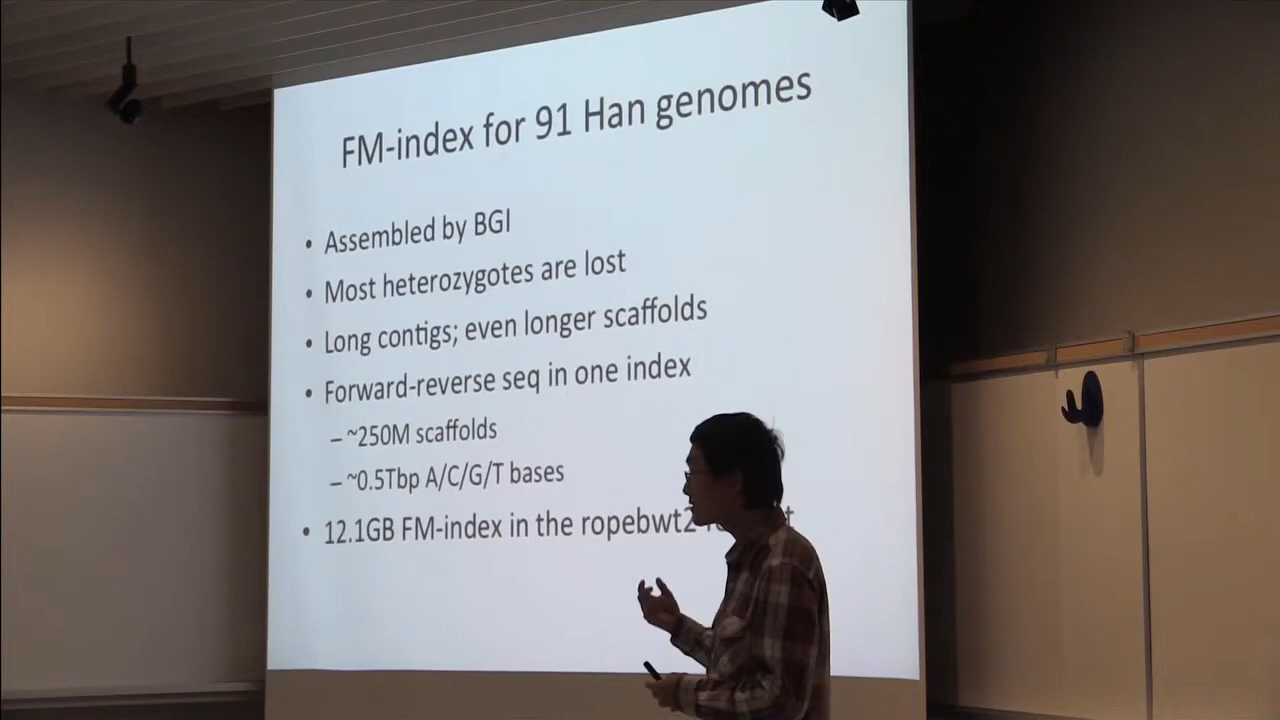 FM-index for 91 Han genomes
• Assembled by BGI
• Most heterozygotes are lost
• Long contigs; even longer scaffolds
• Forward-reverse seq in one index
– ~250M scaffolds
– ~0.5Tbp A/C/G/T bases
• 12.1GB FM-index in the ropebwt2